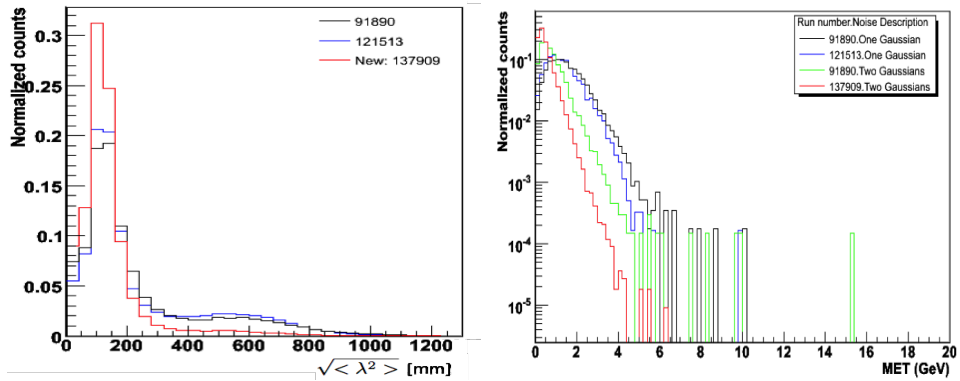 Normalized counts
0.3
0.25
0.2
0.15
0.1
0.05
0
0 200 400 600 800 1000 1200
√< λ² > [mm]
91890
121513
New: 137909
Normalized counts
10⁻¹
10⁻²
10⁻³
10⁻⁴
10⁻⁵
0 2 4 6 8 10 12 14 16 18 20
MET (GeV)
Run number.Noise Description
91890.One Gaussian
121513.One Gaussian
91890.Two Gaussians
137909.Two Gaussians